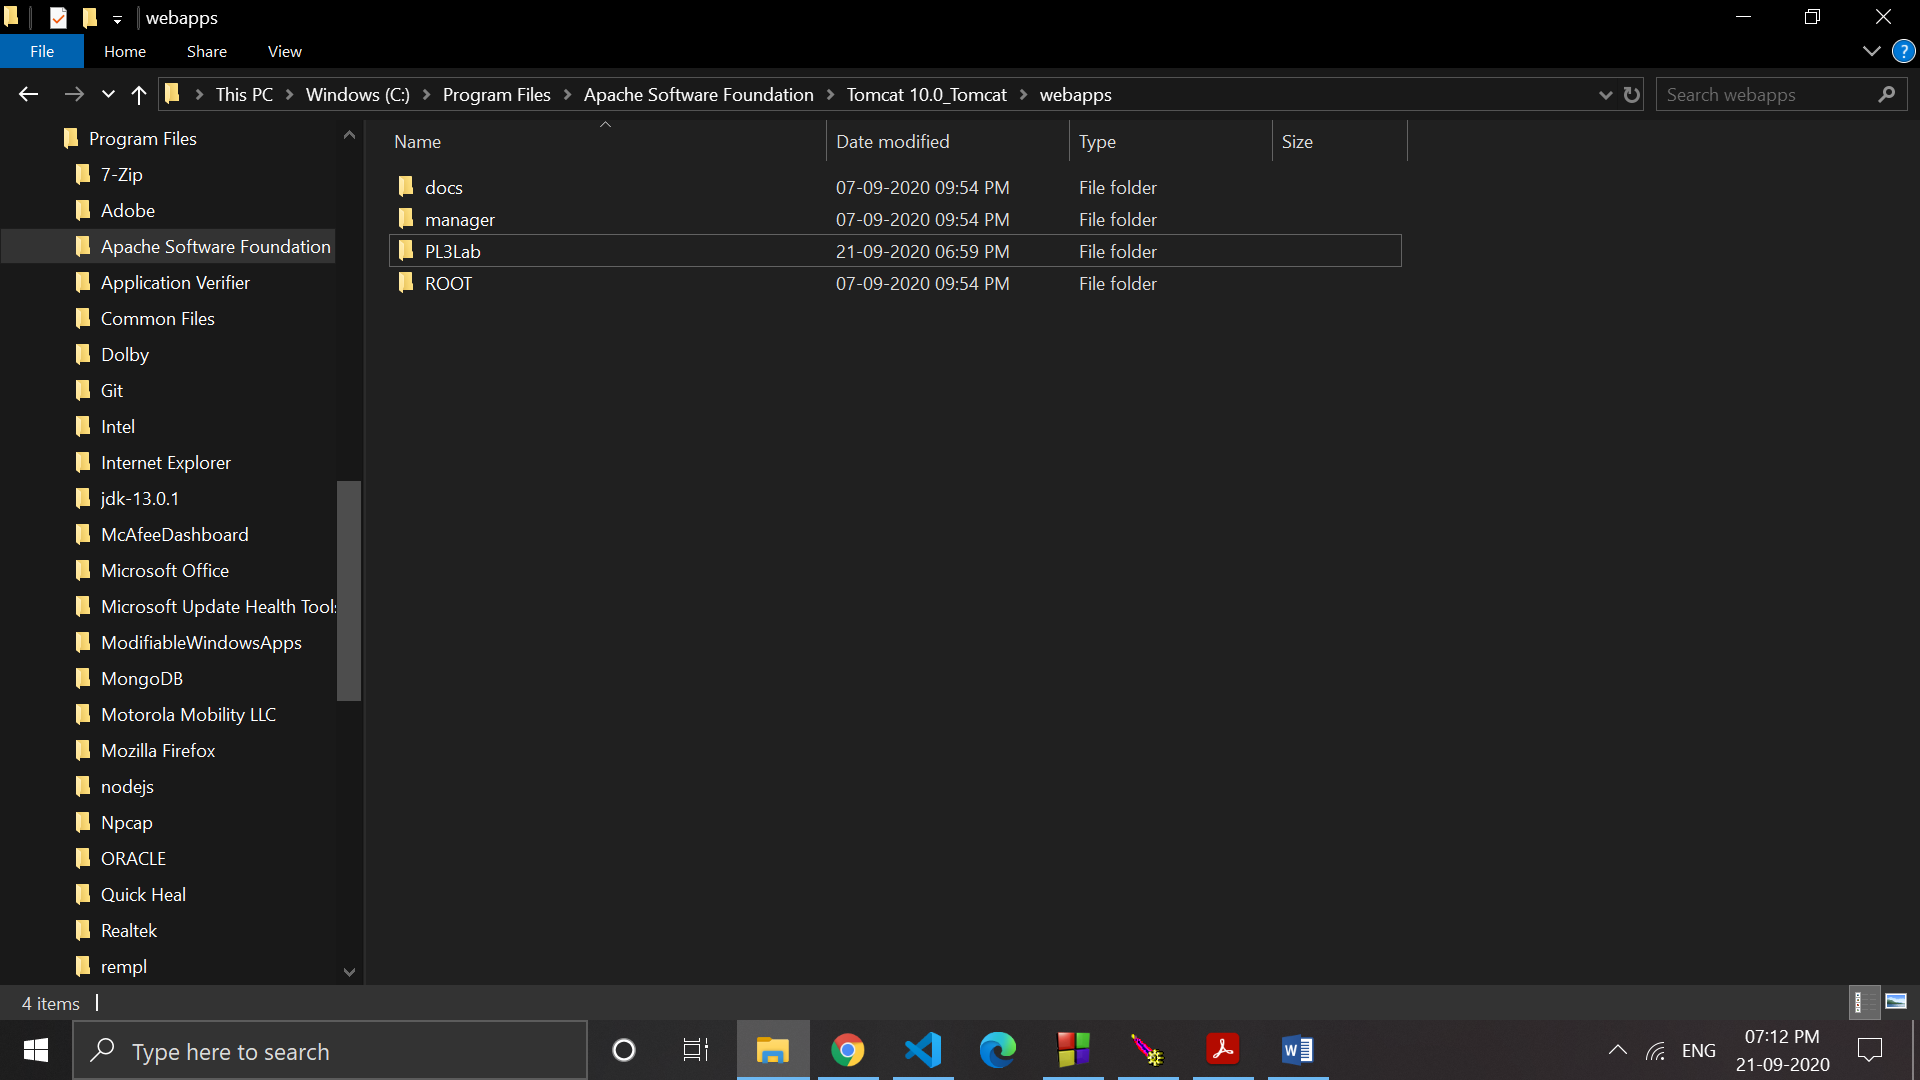 webapps
File Home Share View
This PC Windows (C:) Program Files Apache Software Foundation Tomcat 10.0_Tomcat webapps Search webapps
Program Files
7-Zip
Adobe
Apache Software Foundation
Application Verifier
Common Files
Dolby
Git
Intel
Internet Explorer
jdk-13.0.1
McAfeeDashboard
Microsoft Office
Microsoft Update Health Tools
ModifiableWindowsApps
MongoDB
Motorola Mobility LLC
Mozilla Firefox
nodejs
Npcap
ORACLE
Quick Heal
Realtek
rempl
Name Date modified Type Size
docs 07-09-2020 09:54 PM File folder
manager 07-09-2020 09:54 PM File folder
PL3Lab 21-09-2020 06:59 PM File folder
ROOT 07-09-2020 09:54 PM File folder
4 items
Type here to search
ENG
07:12 PM
21-09-2020